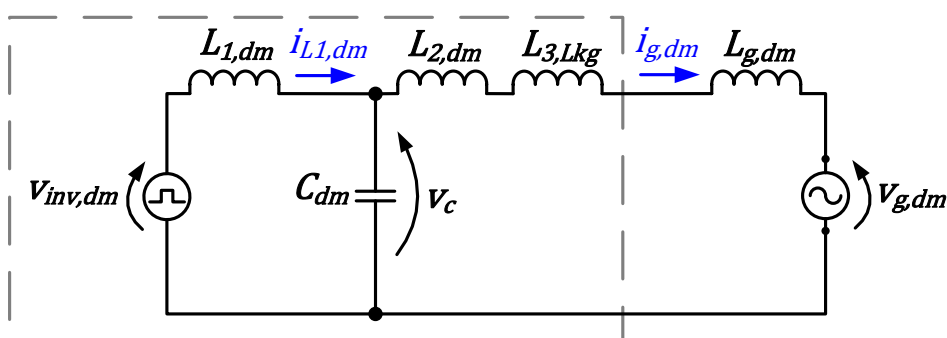 L1,dm
iL1,dm
L2,dm
L3,Lkg
ig,dm
Lg,dm
vinv,dm
Cdm
vc
vg,dm